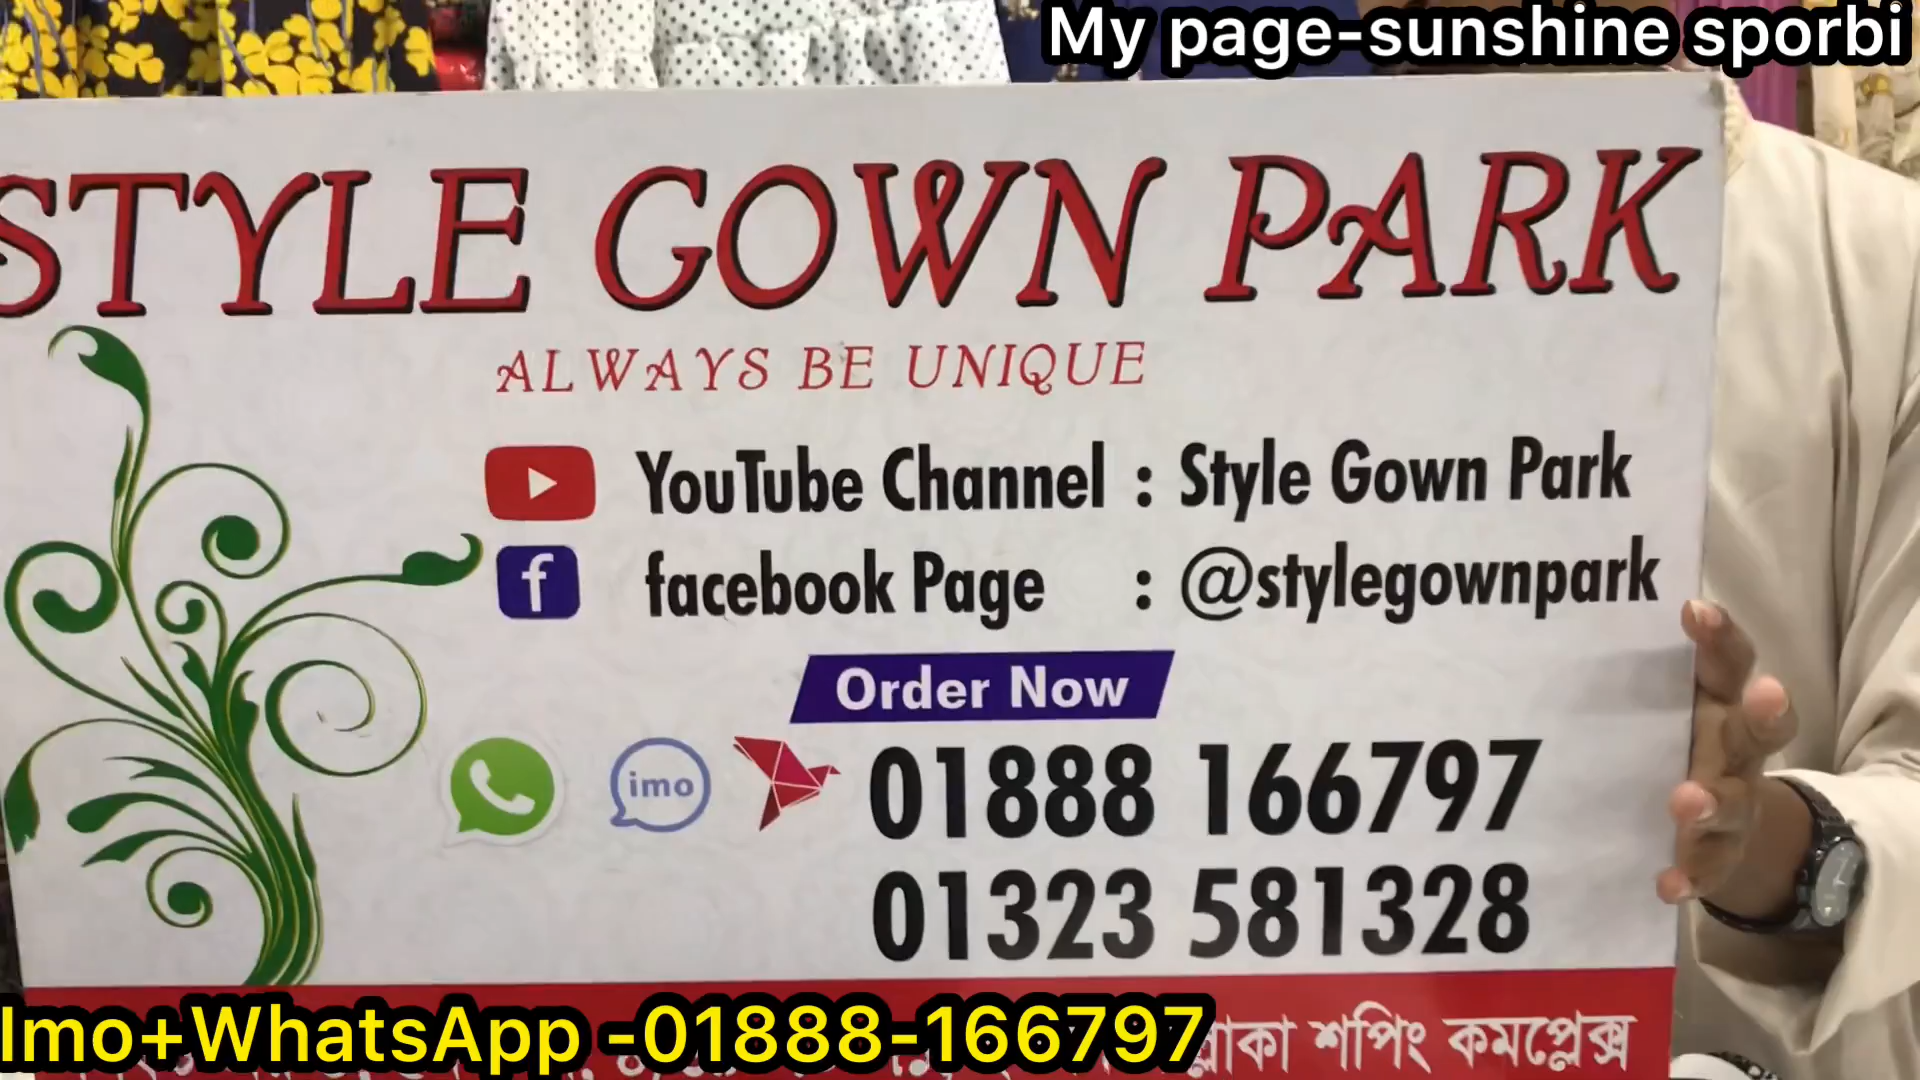 My page-sunshine sporbi
STYLE GOWN PARK
ALWAYS BE UNIQUE
YouTube Channel : Style Gown Park
f facebook Page : @stylegownpark
Order Now
imo 01888 166797
01323 581328
Imo+WhatsApp -01888-166797
শপিং কমপ্লেক্স